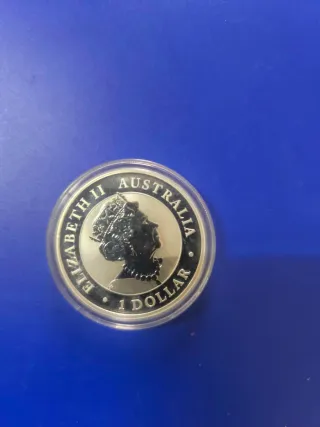 ELIZABETH II AUSTRALIA
• 1 DOLLAR •